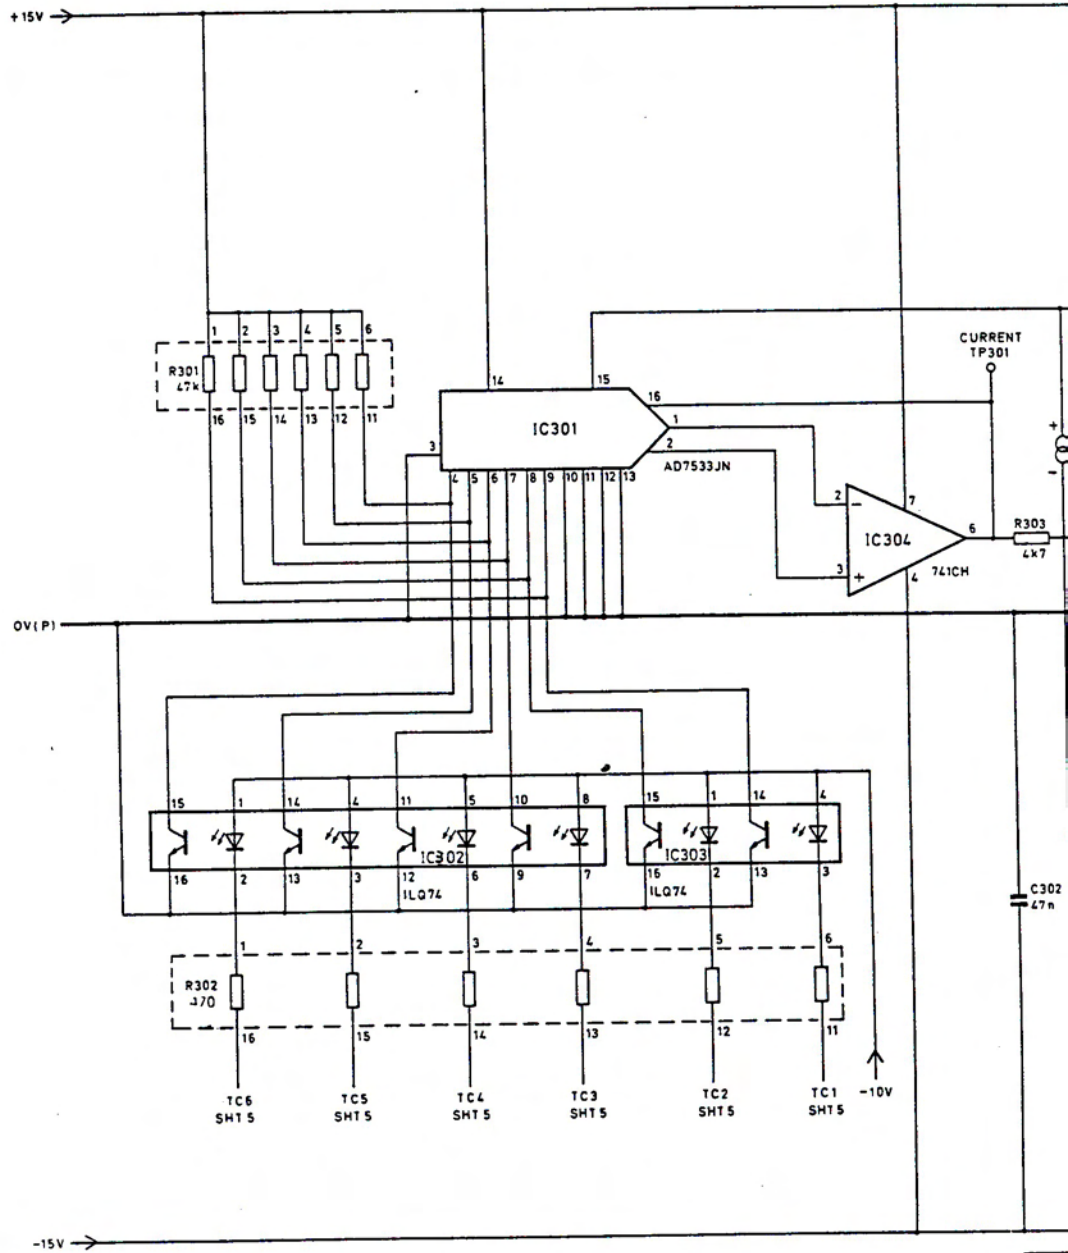 +15V
1 2 3 4 5 6
R301
47k
16 15 14 13 12 11
CURRENT
TP301
14 15
16
1
2
3
IC301
AD7533JN
4 5 6 7 8 9 10 11 12 13
+
-
2 −
7
IC304
6
R303
4k7
3 +
4
741CH
0V(P)
15 1 14 4 11 5 10 8
15 1 14 4
IC302
IC303
16 2 13 3 12 6 9 7
16 2 13 3
ILQ74
ILQ74
C302
47n
1 2 3 4 5 6
R302
16 15 14 13 12 11
TC6
SHT 5
TC5
SHT 5
TC4
SHT 5
TC3
SHT 5
TC2
SHT 5
TC1
SHT 5
-10V
-15V